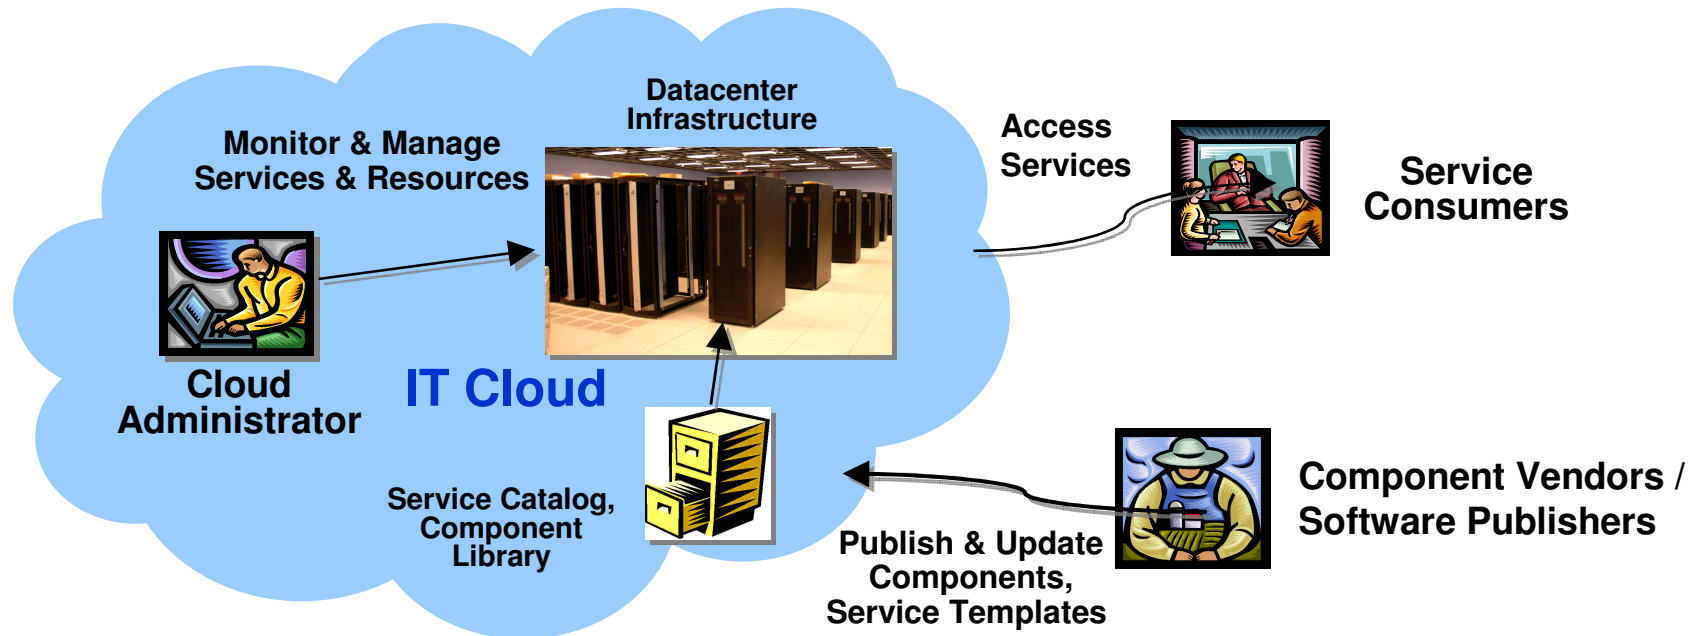 Datacenter
Infrastructure
Monitor & Manage
Services & Resources
Access
Services
Service
Consumers
Cloud
Administrator
IT Cloud
Service Catalog,
Component
Library
Component Vendors /
Software Publishers
Publish & Update
Components,
Service Templates